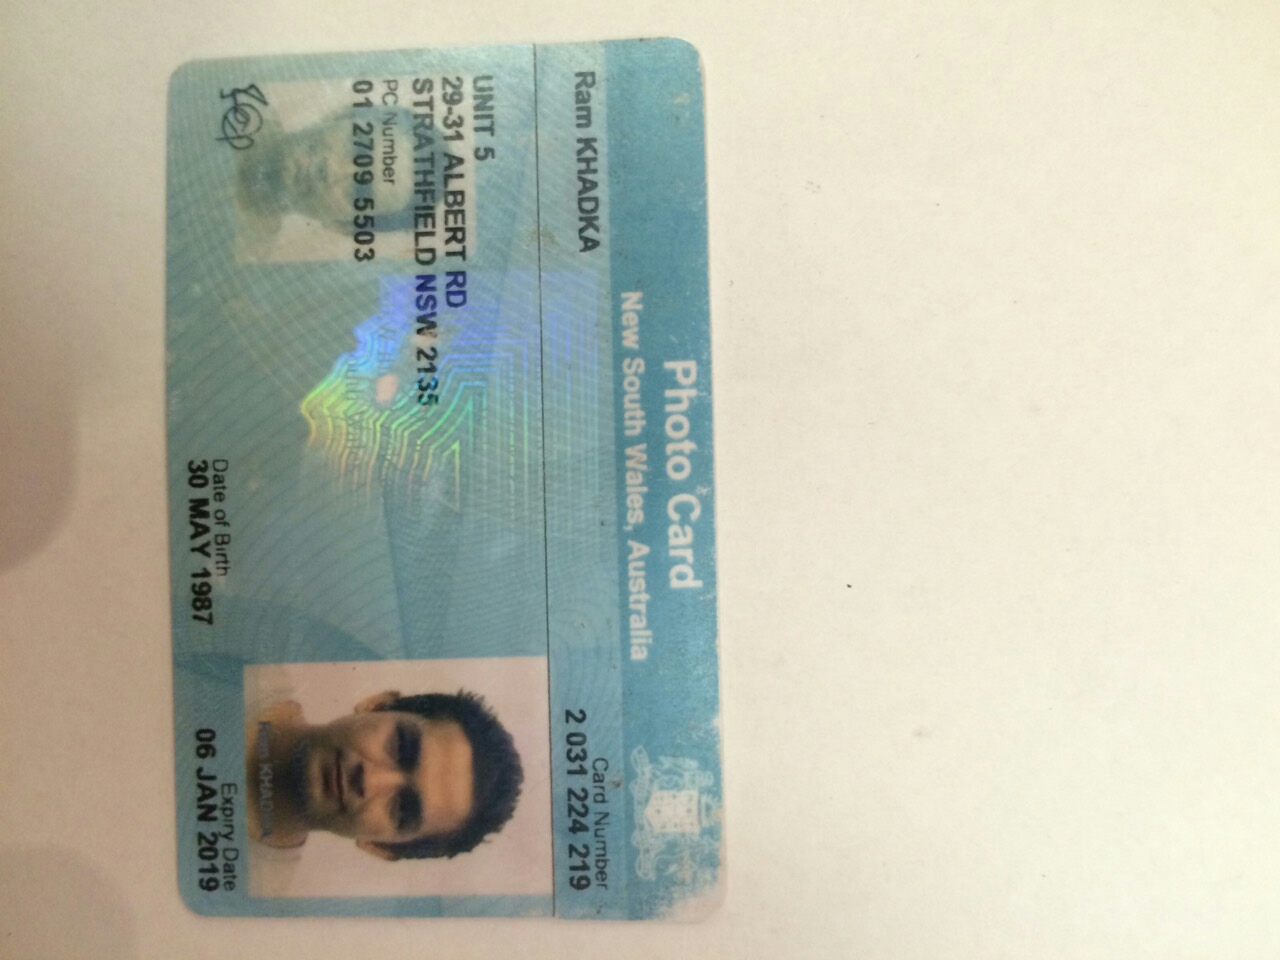 Photo Card
New South Wales, Australia
Ram KHADKA
Card Number
2 031 224 219
UNIT 5
29-31 ALBERT RD
STRATHFIELD NSW 2135
PC Number
01 2709 5503
Date of Birth
30 MAY 1987
Expiry Date
06 JAN 2019